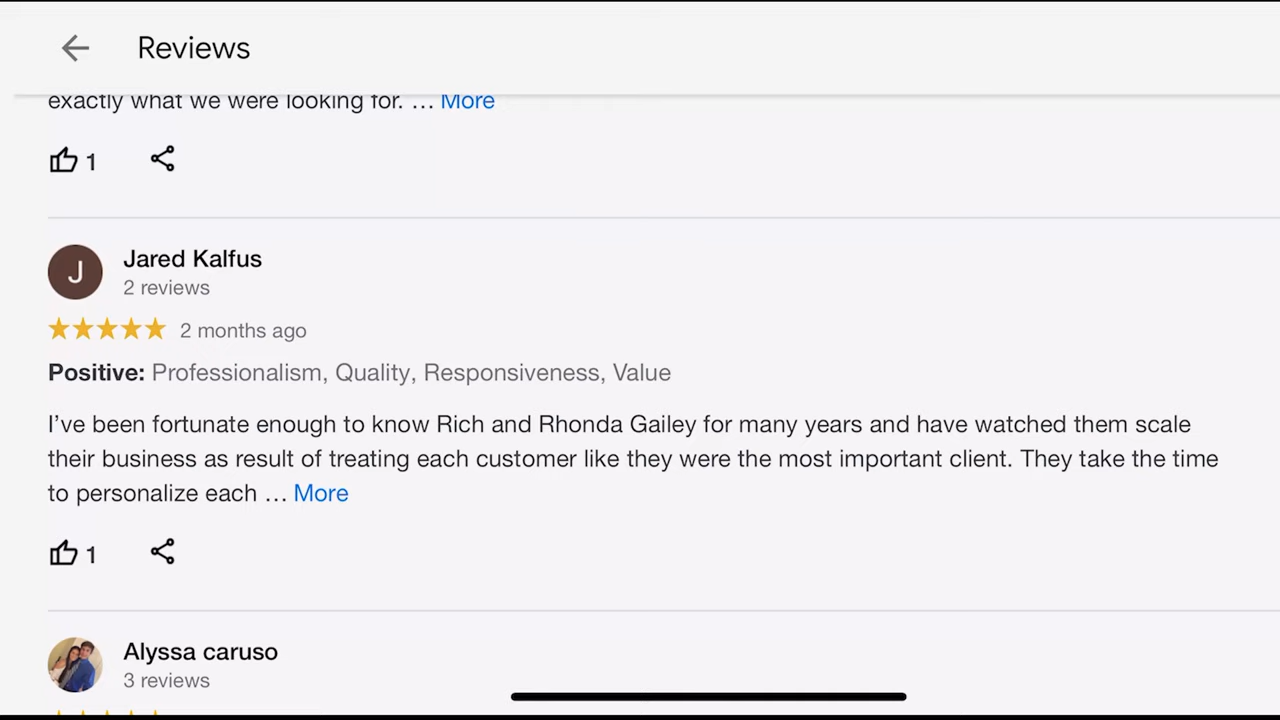 Reviews
exactly what we were looking for. … More
1
Jared Kalfus
2 reviews
2 months ago
Positive: Professionalism, Quality, Responsiveness, Value
I’ve been fortunate enough to know Rich and Rhonda Gailey for many years and have watched them scale
their business as result of treating each customer like they were the most important client. They take the time
to personalize each … More
1
Alyssa caruso
3 reviews